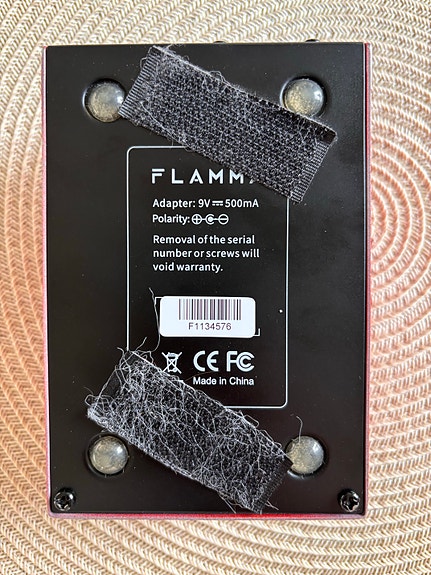 FLAMMA
Adapter: 9V ⎓ 500mA
Polarity: ⊕-C-⊖
Removal of the serial
number or screws will
void warranty.
F1134576
CE FC
Made in China